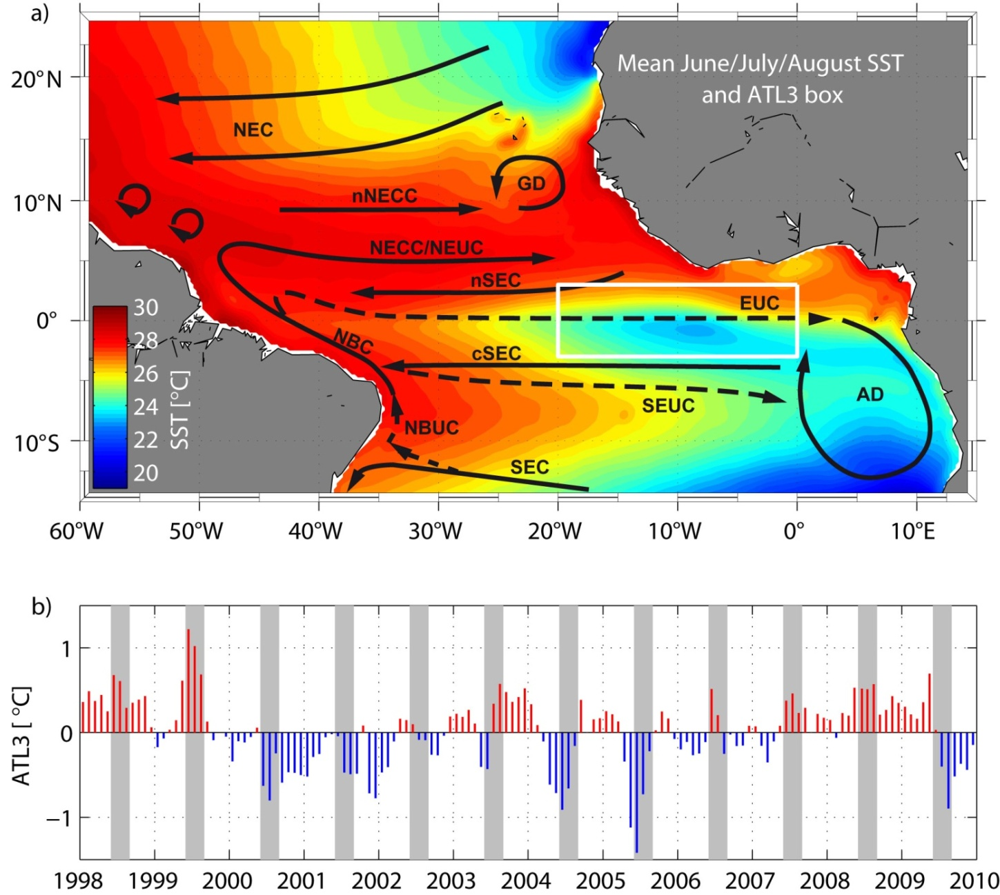 a)
Mean June/July/August SST
and ATL3 box
20°N
10°N
0°
10°S
NEC
GD
nNECC
NECC/NEUC
nSEC
EUC
NBC
cSEC
SEUC
AD
NBUC
SEC
30
28
26
24
22
20
SST [°C]
60°W 50°W 40°W 30°W 20°W 10°W 0° 10°E
b)
ATL3 [ °C]
1
0
−1
1998 1999 2000 2001 2002 2003 2004 2005 2006 2007 2008 2009 2010